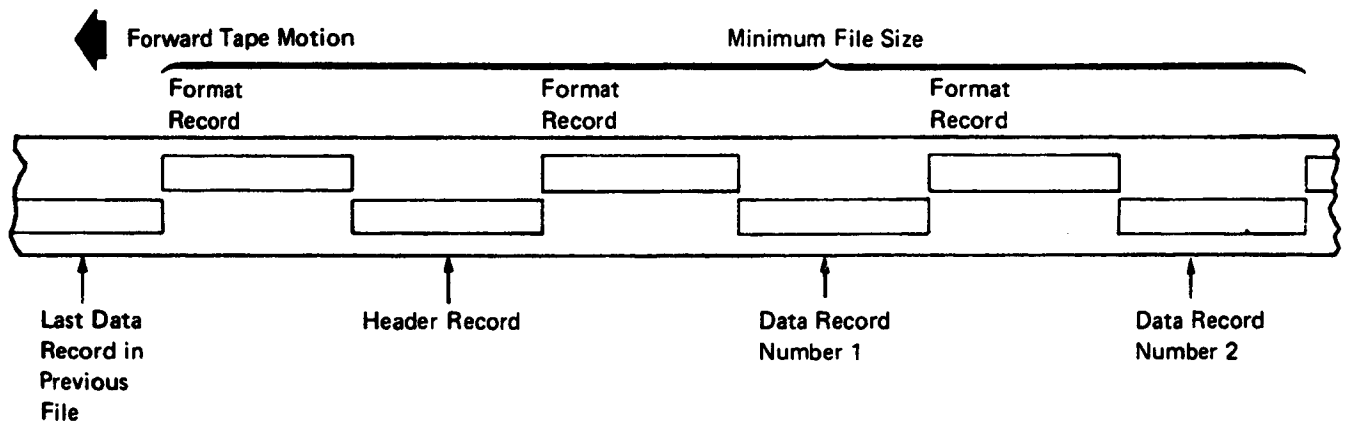 Forward Tape Motion
Minimum File Size
Format
Record
Format
Record
Format
Record
Last Data
Record in
Previous
File
Header Record
Data Record
Number 1
Data Record
Number 2